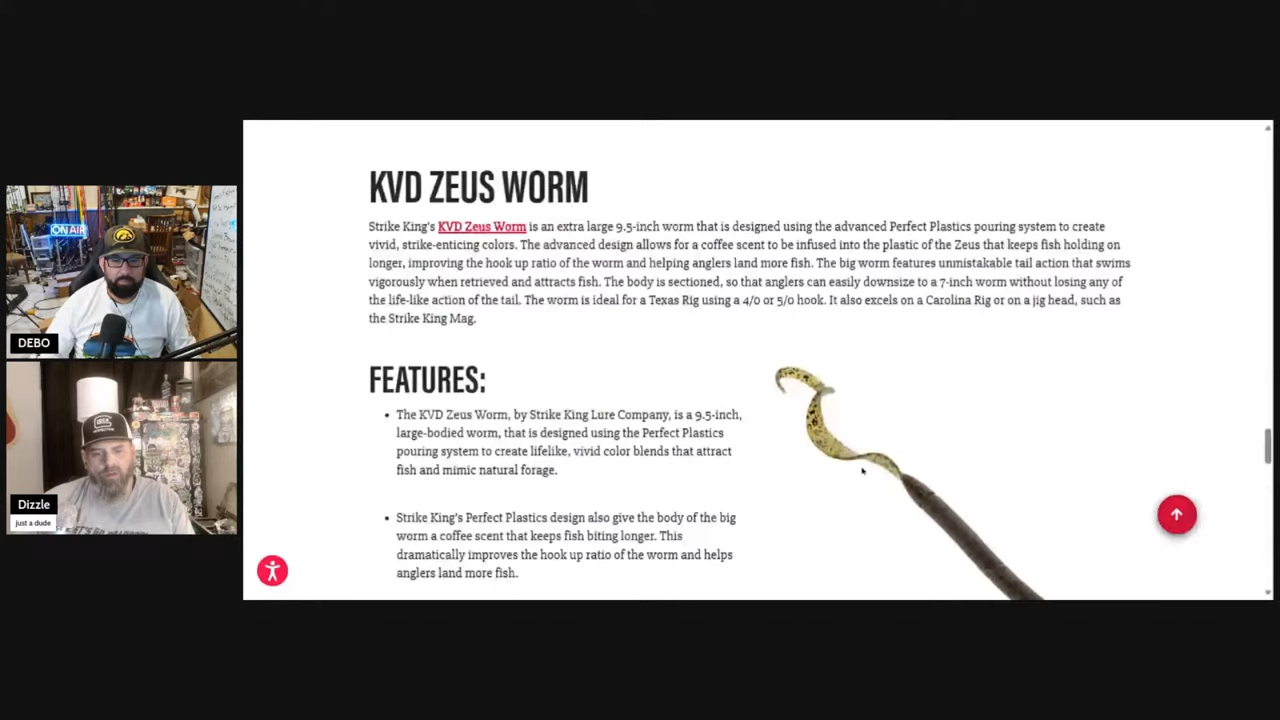 KVD ZEUS WORM
Strike King's KVD Zeus Worm is an extra large 9.5-inch worm that is designed using the advanced Perfect Plastics pouring system to create
vivid, strike-enticing colors. The advanced design allows for a coffee scent to be infused into the plastic of the Zeus that keeps fish holding on
longer, improving the hook up ratio of the worm and helping anglers land more fish. The big worm features unmistakable tail action that swims
vigorously when retrieved and attracts fish. The body is sectioned, so that anglers can easily downsize to a 7-inch worm without losing any of
the life-like action of the tail. The worm is ideal for a Texas Rig using a 4/0 or 5/0 hook. It also excels on a Carolina Rig or on a jig head, such as
the Strike King Mag.
FEATURES:
• The KVD Zeus Worm, by Strike King Lure Company, is a 9.5-inch,
large-bodied worm, that is designed using the Perfect Plastics
pouring system to create lifelike, vivid color blends that attract
fish and mimic natural forage.
• Strike King's Perfect Plastics design also give the body of the big
worm a coffee scent that keeps fish biting longer. This
dramatically improves the hook up ratio of the worm and helps
anglers land more fish.
ON AIR
DEBO
Dizzle
just a dude